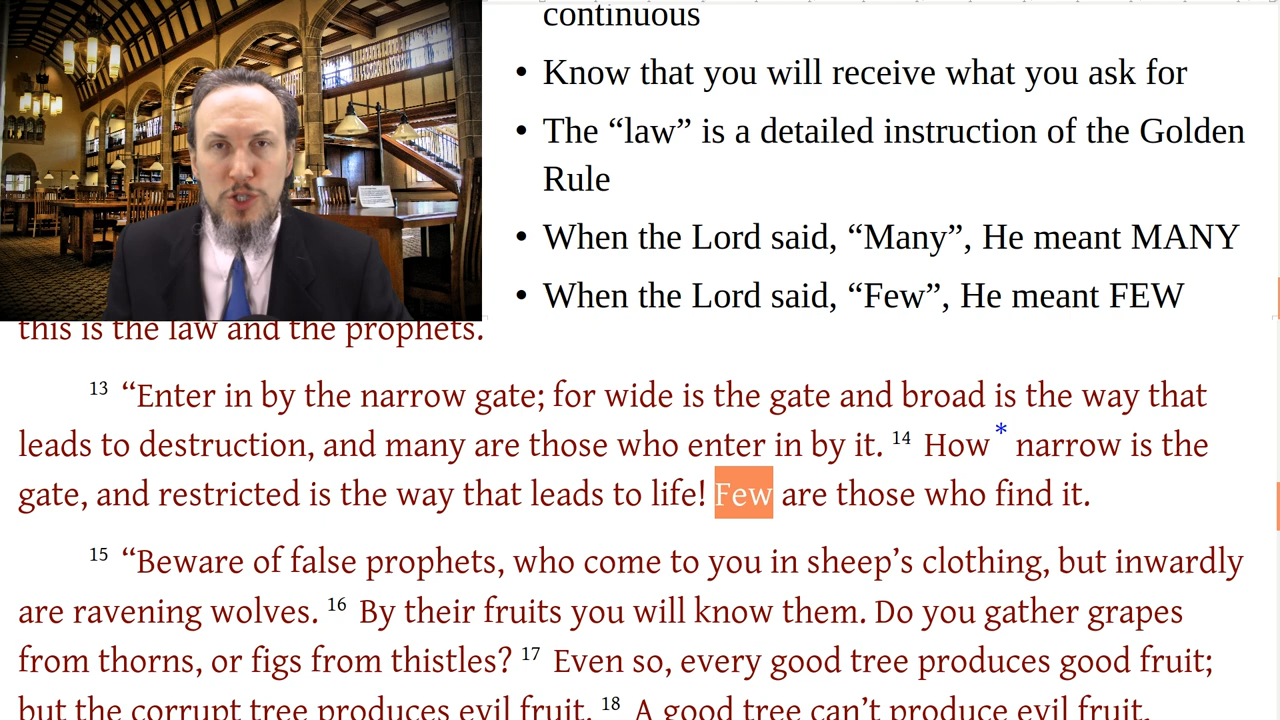 continuous
• Know that you will receive what you ask for
• The “law” is a detailed instruction of the Golden
Rule
• When the Lord said, “Many”, He meant MANY
• When the Lord said, “Few”, He meant FEW
this is the law and the prophets.
13 “Enter in by the narrow gate; for wide is the gate and broad is the way that
leads to destruction, and many are those who enter in by it. 14 How* narrow is the
gate, and restricted is the way that leads to life! Few are those who find it.
15 “Beware of false prophets, who come to you in sheep’s clothing, but inwardly
are ravening wolves. 16 By their fruits you will know them. Do you gather grapes
from thorns, or figs from thistles? 17 Even so, every good tree produces good fruit;
but the corrupt tree produces evil fruit. 18 A good tree can’t produce evil fruit,